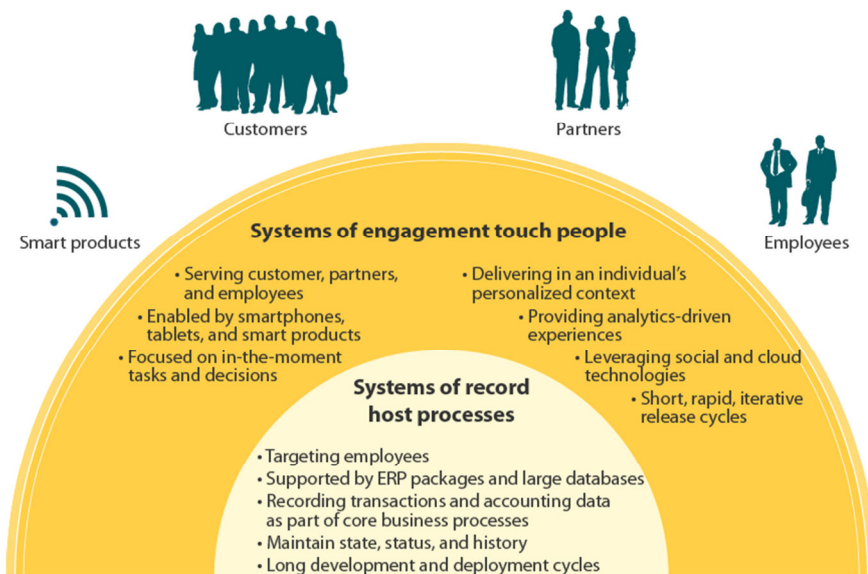 Customers
Partners
Smart products
Employees
Systems of engagement touch people
• Serving customer, partners,
and employees
• Enabled by smartphones,
tablets, and smart products
• Focused on in-the-moment
tasks and decisions
• Delivering in an individual’s
personalized context
• Providing analytics-driven
experiences
• Leveraging social and cloud
technologies
• Short, rapid, iterative
release cycles
Systems of record
host processes
• Targeting employees
• Supported by ERP packages and large databases
• Recording transactions and accounting data
as part of core business processes
• Maintain state, status, and history
• Long development and deployment cycles